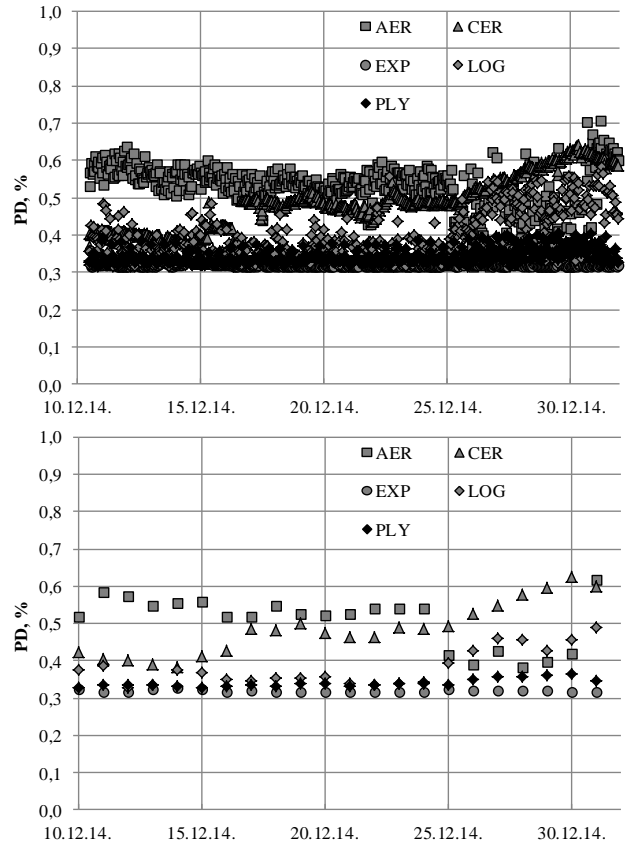 1,0
0,9
0,8
0,7
0,6
0,5
0,4
0,3
0,2
0,1
0,0
PD, %
AER CER
EXP LOG
PLY
10.12.14. 15.12.14. 20.12.14. 25.12.14. 30.12.14.
1,0
0,9
0,8
0,7
0,6
0,5
0,4
0,3
0,2
0,1
0,0
PD, %
AER CER
EXP LOG
PLY
10.12.14. 15.12.14. 20.12.14. 25.12.14. 30.12.14.